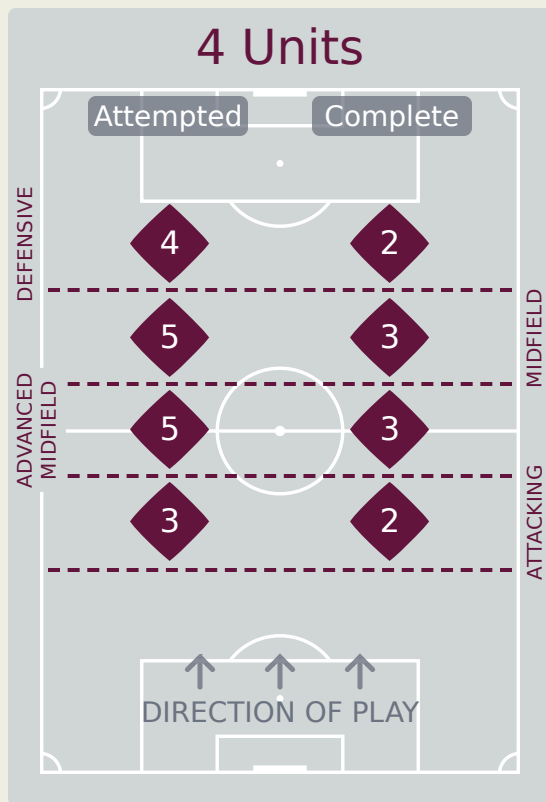 4 Units
Attempted Complete
DEFENSIVE
4 2
MIDFIELD
5 3
ADVANCED
MIDFIELD
5 3
ATTACKING
3 2
DIRECTION OF PLAY